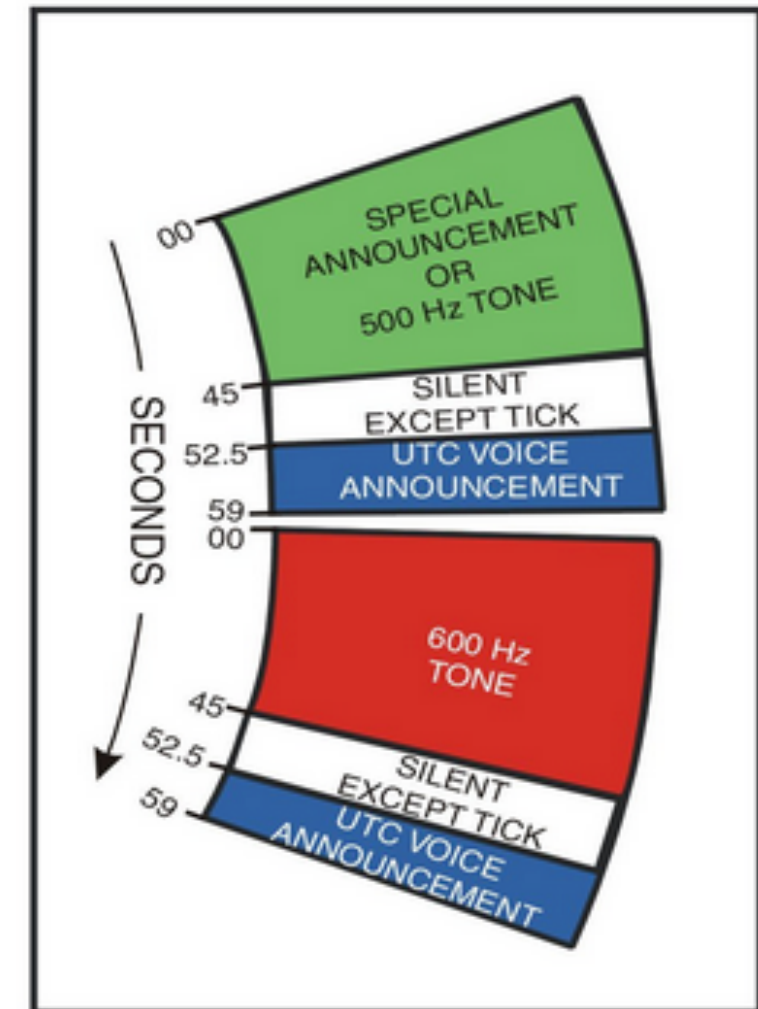 00
SPECIAL
ANNOUNCEMENT
OR
500 Hz TONE
45
SILENT
EXCEPT TICK
52.5
UTC VOICE
ANNOUNCEMENT
59
SECONDS
00
600 Hz
TONE
45
SILENT
EXCEPT TICK
52.5
UTC VOICE
ANNOUNCEMENT
59